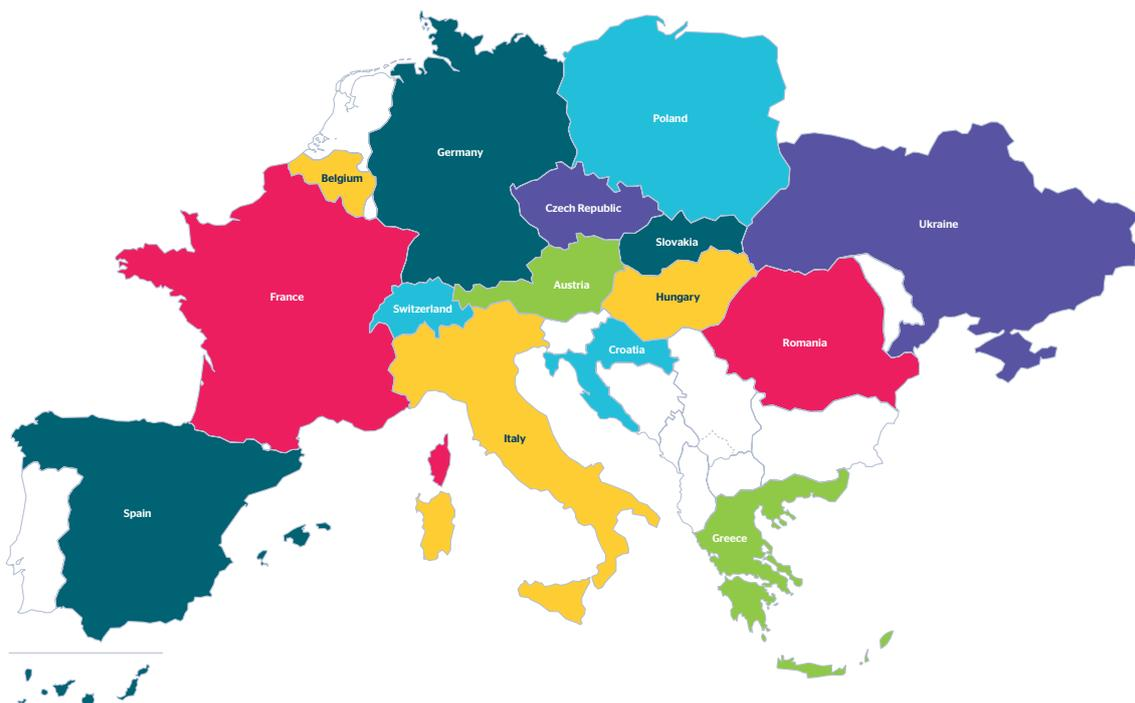 Poland
Germany
Belgium
Czech Republic
Ukraine
Slovakia
Austria
France
Hungary
Switzerland
Romania
Croatia
Italy
Spain
Greece